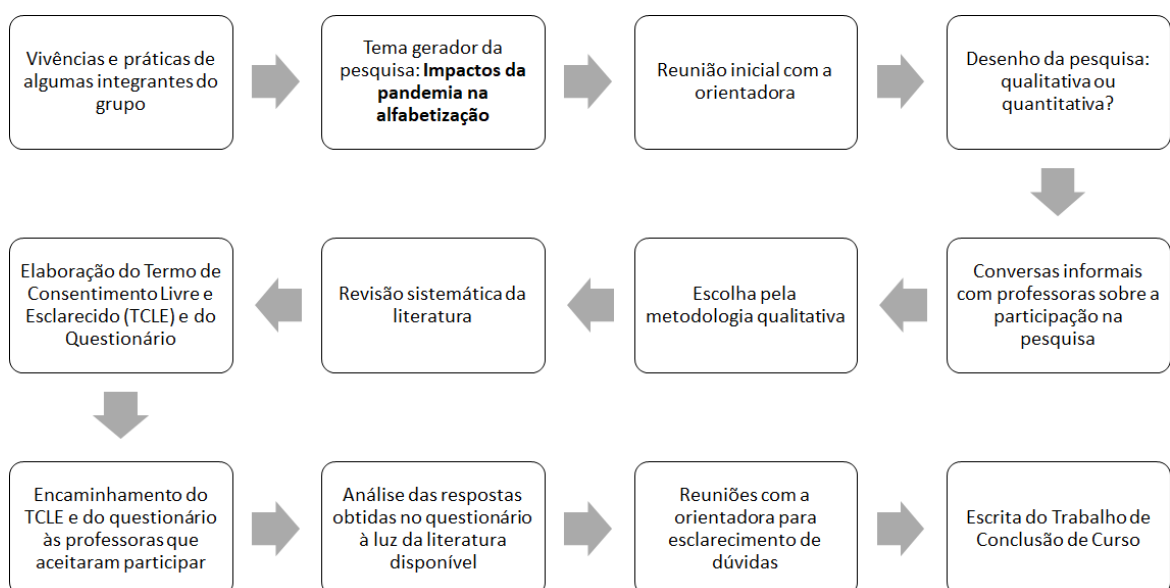 Vivências e práticas de
algumas integrantes do
grupo
Tema gerador da
pesquisa: Impactos da
pandemia na
alfabetização
Reunião inicial com a
orientadora
Desenho da pesquisa:
qualitativa ou
quantitativa?
Conversas informais
com professoras sobre a
participação na
pesquisa
Escolha pela
metodologia qualitativa
Revisão sistemática da
literatura
Elaboração do Termo de
Consentimento Livre e
Esclarecido (TCLE) e do
Questionário
Encaminhamento do
TCLE e do questionário
às professoras que
aceitaram participar
Análise das respostas
obtidas no questionário
à luz da literatura
disponível
Reuniões com a
orientadora para
esclarecimento de
dúvidas
Escrita do Trabalho de
Conclusão de Curso